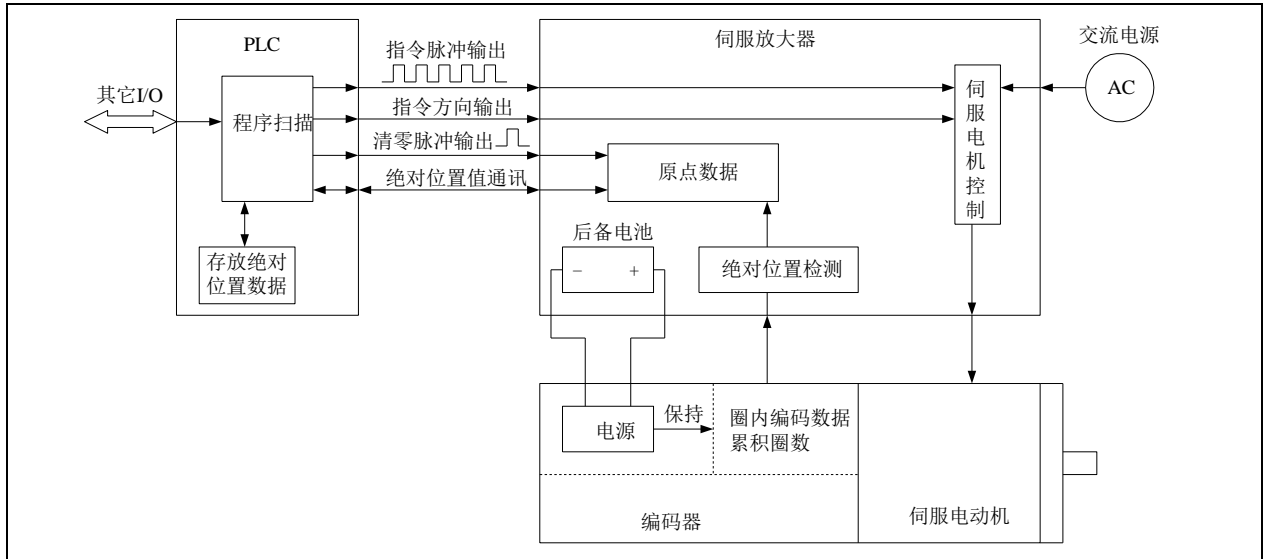 PLC
指令脉冲输出
伺服放大器
交流电源
其它I/O
程序扫描
指令方向输出
清零脉冲输出
绝对位置值通讯
原点数据
伺服电机控制
AC
存放绝对
位置数据
后备电池
− +
绝对位置检测
电源
保持
圈内编码数据
累积圈数
编码器
伺服电动机